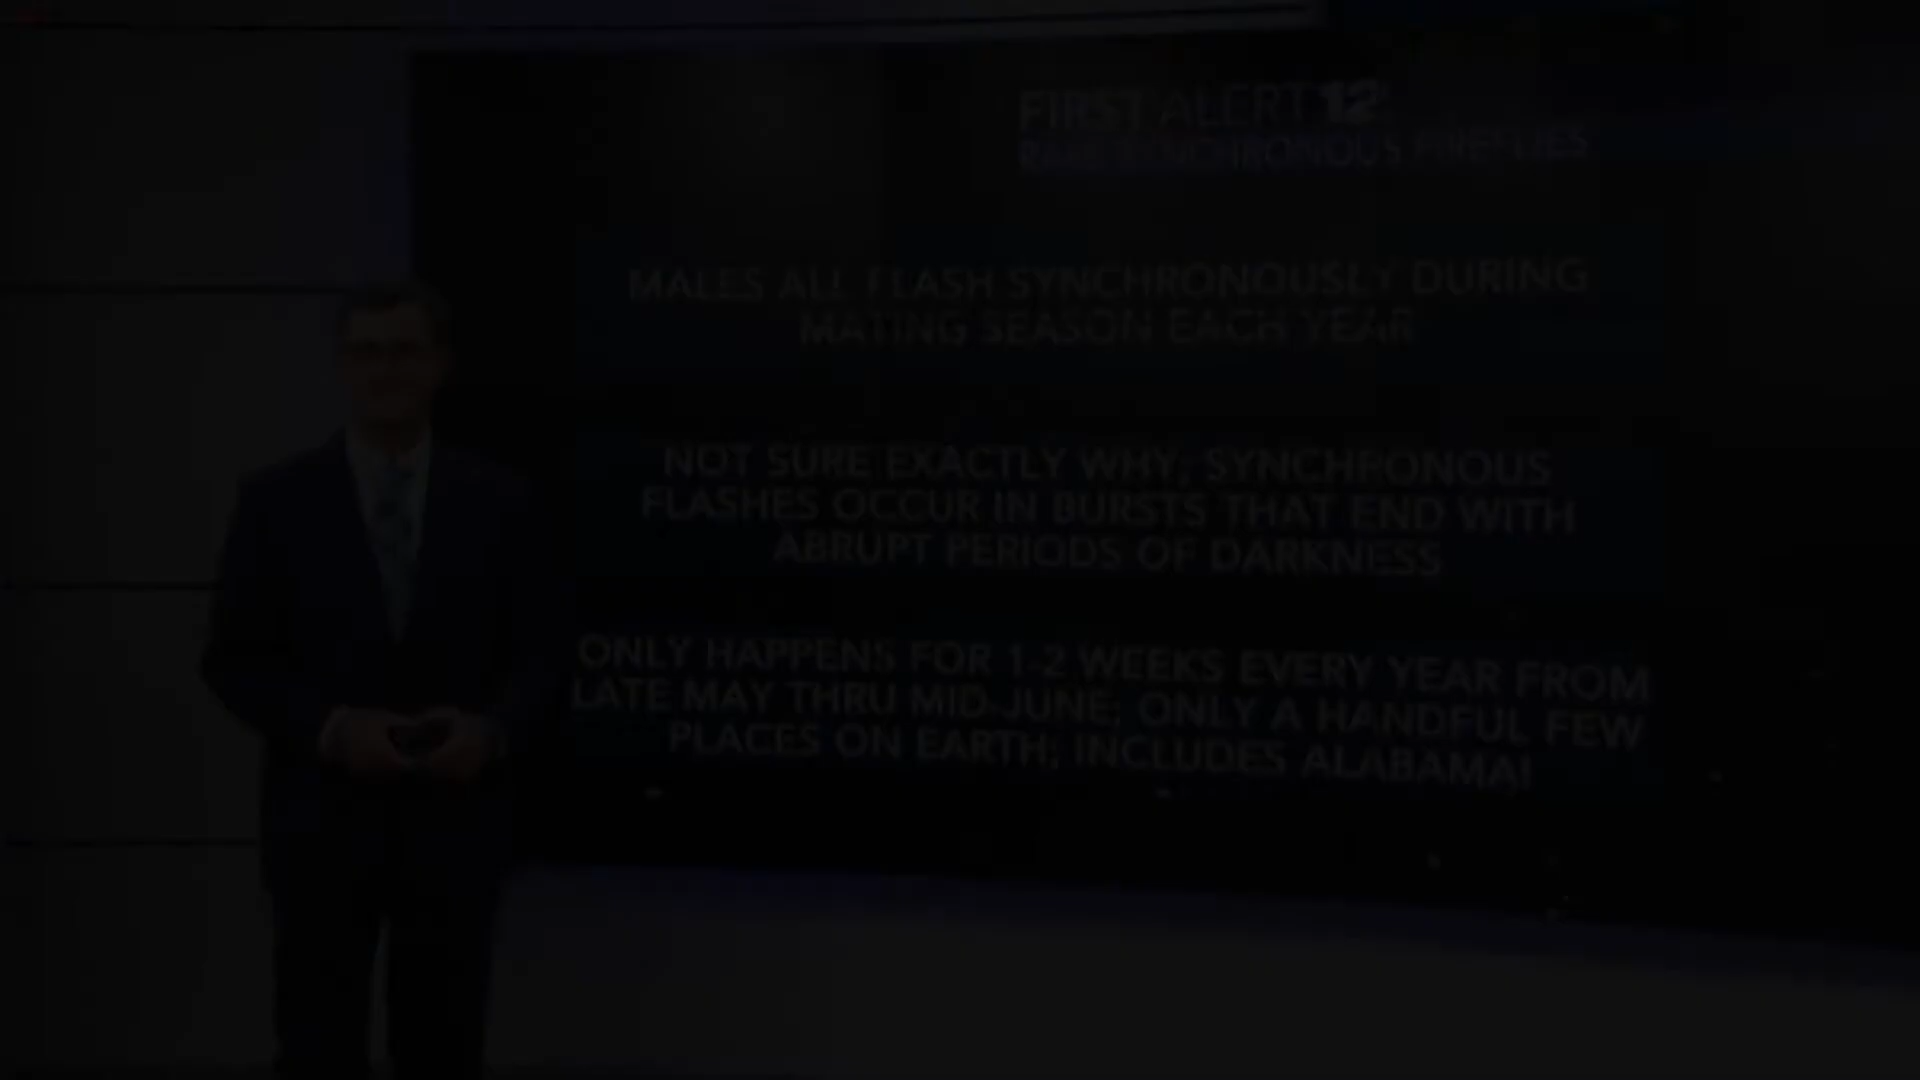 FIRST ALERT 12
RARE SYNCHRONOUS FIREFLIES
MALES ALL FLASH SYNCHRONOUSLY DURING
MATING SEASON EACH YEAR
NOT SURE EXACTLY WHY; SYNCHRONOUS
FLASHES OCCUR IN BURSTS THAT END WITH
ABRUPT PERIODS OF DARKNESS
ONLY HAPPENS FOR 1-2 WEEKS EVERY YEAR FROM
LATE MAY THRU MID-JUNE; ONLY A HANDFUL FEW
PLACES ON EARTH; INCLUDES ALABAMA!